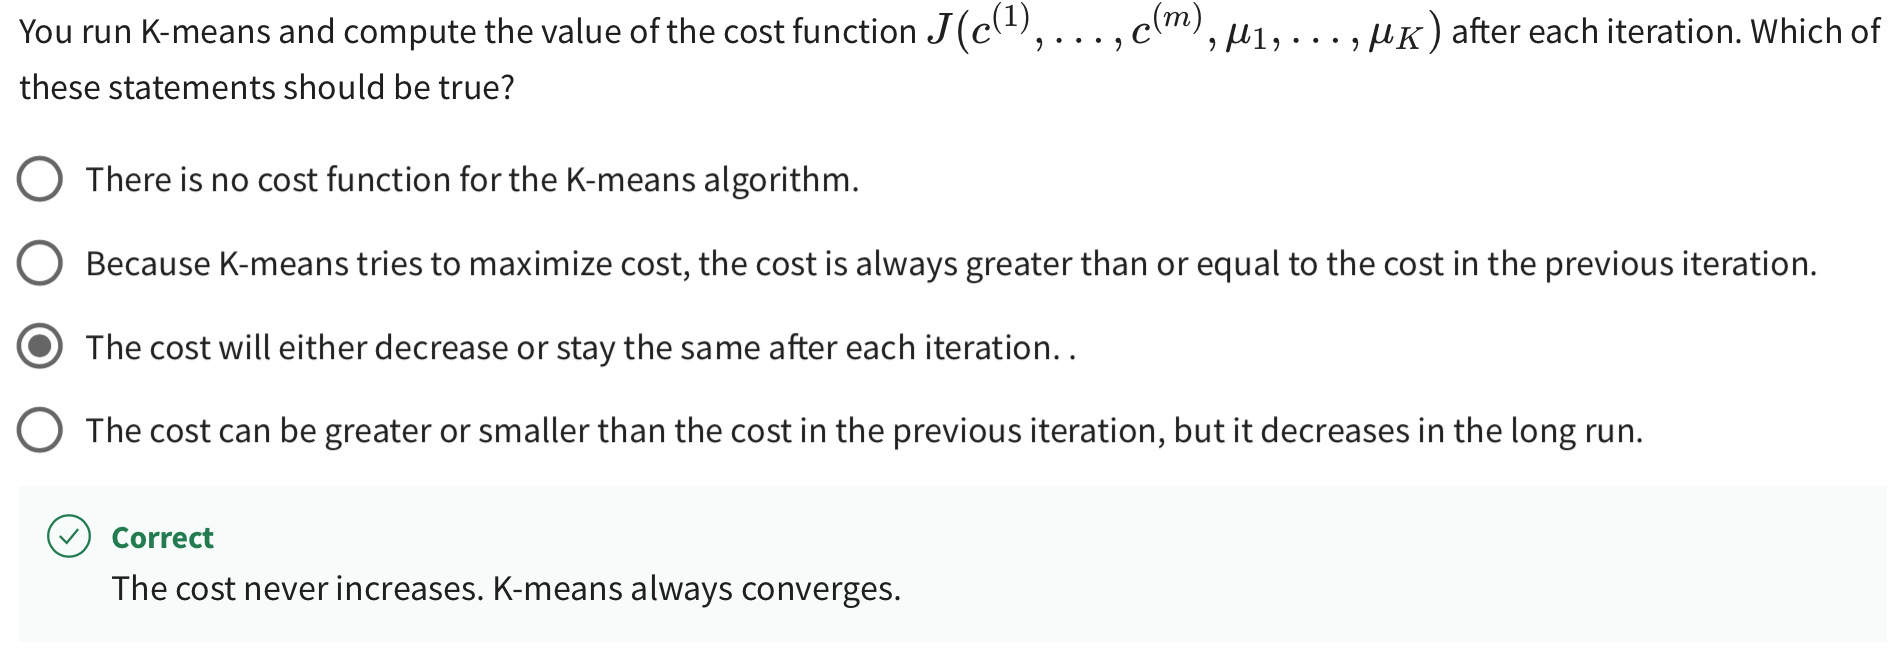 You run K-means and compute the value of the cost function J(c^(1), ..., c^(m), μ_1, ..., μ_K) after each iteration. Which of
these statements should be true?
There is no cost function for the K-means algorithm.
Because K-means tries to maximize cost, the cost is always greater than or equal to the cost in the previous iteration.
The cost will either decrease or stay the same after each iteration. .
The cost can be greater or smaller than the cost in the previous iteration, but it decreases in the long run.
Correct
The cost never increases. K-means always converges.